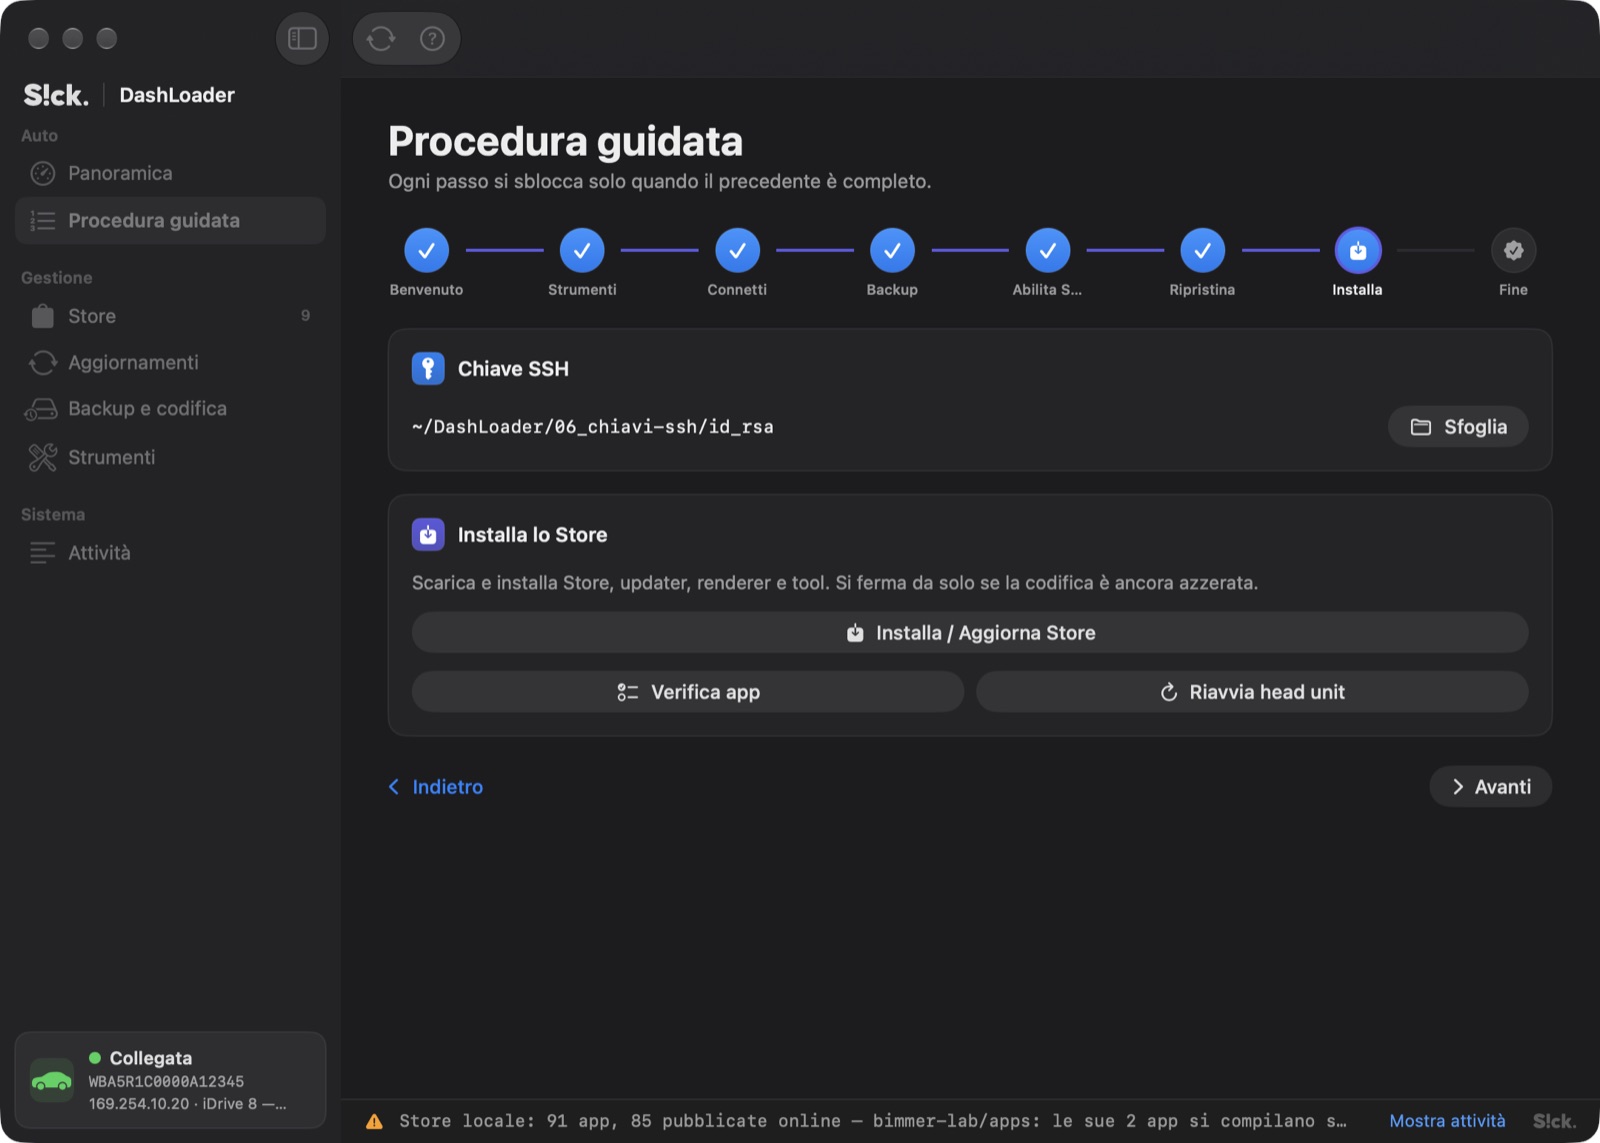 S!ck. DashLoader
Auto
Panoramica
Procedura guidata
Gestione
Store 9
Aggiornamenti
Backup e codifica
Strumenti
Sistema
Attività
Collegata
WBA5R1C0000A12345
169.254.10.20 · iDrive 8 —…
Procedura guidata
Ogni passo si sblocca solo quando il precedente è completo.
Benvenuto Strumenti Connetti Backup Abilita S… Ripristina Installa Fine
Chiave SSH
~/DashLoader/06_chiavi-ssh/id_rsa
Sfoglia
Installa lo Store
Scarica e installa Store, updater, renderer e tool. Si ferma da solo se la codifica è ancora azzerata.
Installa / Aggiorna Store
Verifica app
Riavvia head unit
Indietro
Avanti
Store locale: 91 app, 85 pubblicate online — bimmer-lab/apps: le sue 2 app si compilano s…
Mostra attività
S!ck.